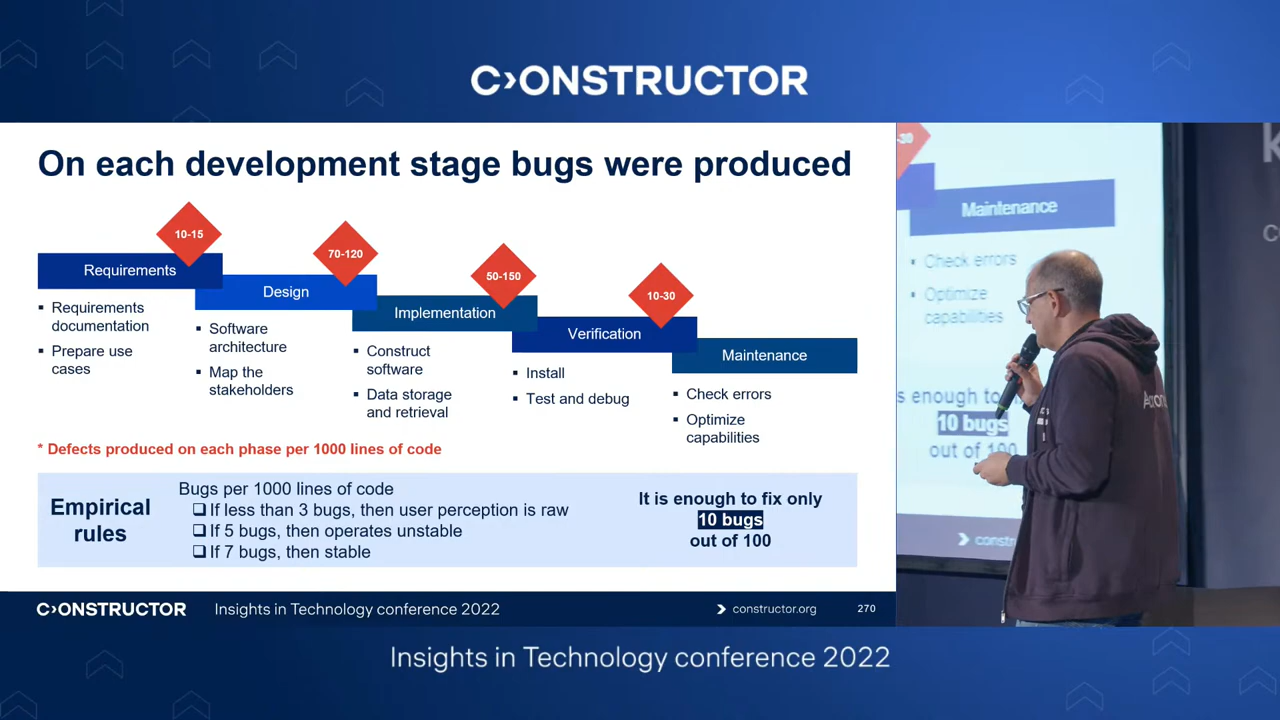 C›ONSTRUCTOR
On each development stage bugs were produced
10-15
70-120
50-150
10-30
Requirements
Design
Implementation
Verification
Maintenance
▪ Requirements
documentation
▪ Prepare use
cases
▪ Software
architecture
▪ Map the
stakeholders
▪ Construct
software
▪ Data storage
and retrieval
▪ Install
▪ Test and debug
▪ Check errors
▪ Optimize
capabilities
* Defects produced on each phase per 1000 lines of code
Empirical
rules
Bugs per 1000 lines of code
❑ If less than 3 bugs, then user perception is raw
❑ If 5 bugs, then operates unstable
❑ If 7 bugs, then stable
It is enough to fix only
10 bugs
out of 100
C›ONSTRUCTOR
Insights in Technology conference 2022
constructor.org
270
-30
Maintenance
▪ Check errors
▪ Optimize
capabilities
s enough to
10 bugs
out of 100
constr
Insights in Technology conference 2022